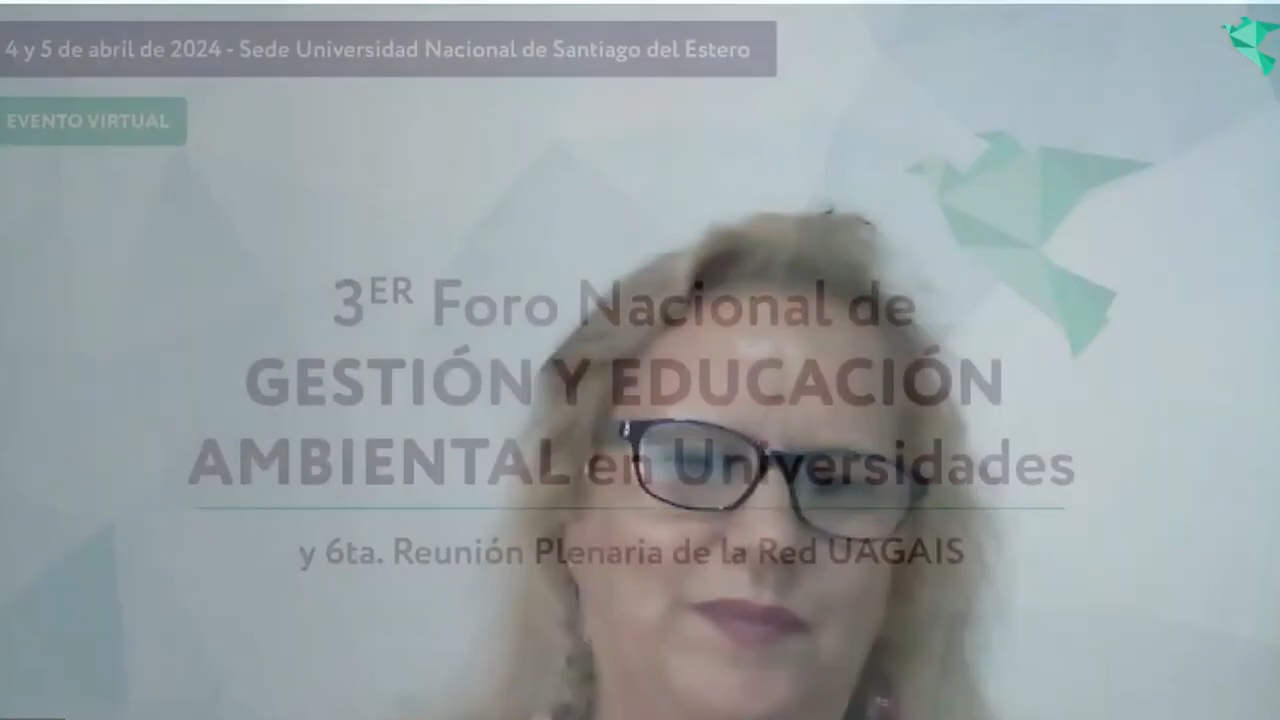 4 y 5 de abril de 2024 - Sede Universidad Nacional de Santiago del Estero
EVENTO VIRTUAL
3ER Foro Nacional de
GESTIÓN Y EDUCACIÓN
AMBIENTAL en Universidades
y 6ta. Reunión Plenaria de la Red UAGAIS